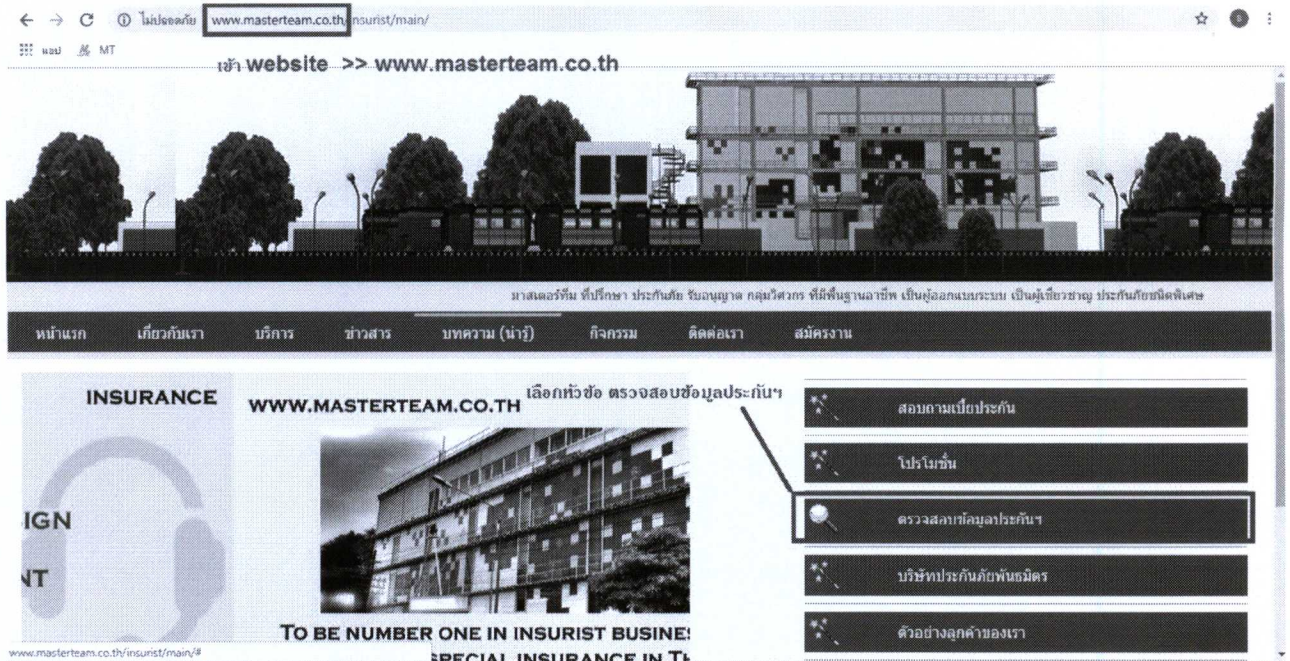 ไม่ปลอดภัย www.masterteam.co.th/insurist/main/
แอป MT
เข้า website >> www.masterteam.co.th
มาสเตอร์ทีม ที่ปรึกษา ประกันภัย รับอนุญาต กลุ่มวิศวกร ที่มีพื้นฐานอาชีพ เป็นผู้ออกแบบระบบ เป็นผู้เชี่ยวชาญ ประกันภัยชนิดพิเศษ
หน้าแรก เกี่ยวกับเรา บริการ ข่าวสาร บทความ (น่ารู้) กิจกรรม ติดต่อเรา สมัครงาน
INSURANCE
IGN
NT
WWW.MASTERTEAM.CO.TH
เลือกหัวข้อ ตรวจสอบข้อมูลประกันฯ
TO BE NUMBER ONE IN INSURIST BUSINES
SPECIAL INSURANCE IN TH
สอบถามเบี้ยประกัน
โปรโมชั่น
ตรวจสอบข้อมูลประกันฯ
บริษัทประกันภัยพันธมิตร
ตัวอย่างลูกค้าของเรา
www.masterteam.co.th/insurist/main/#